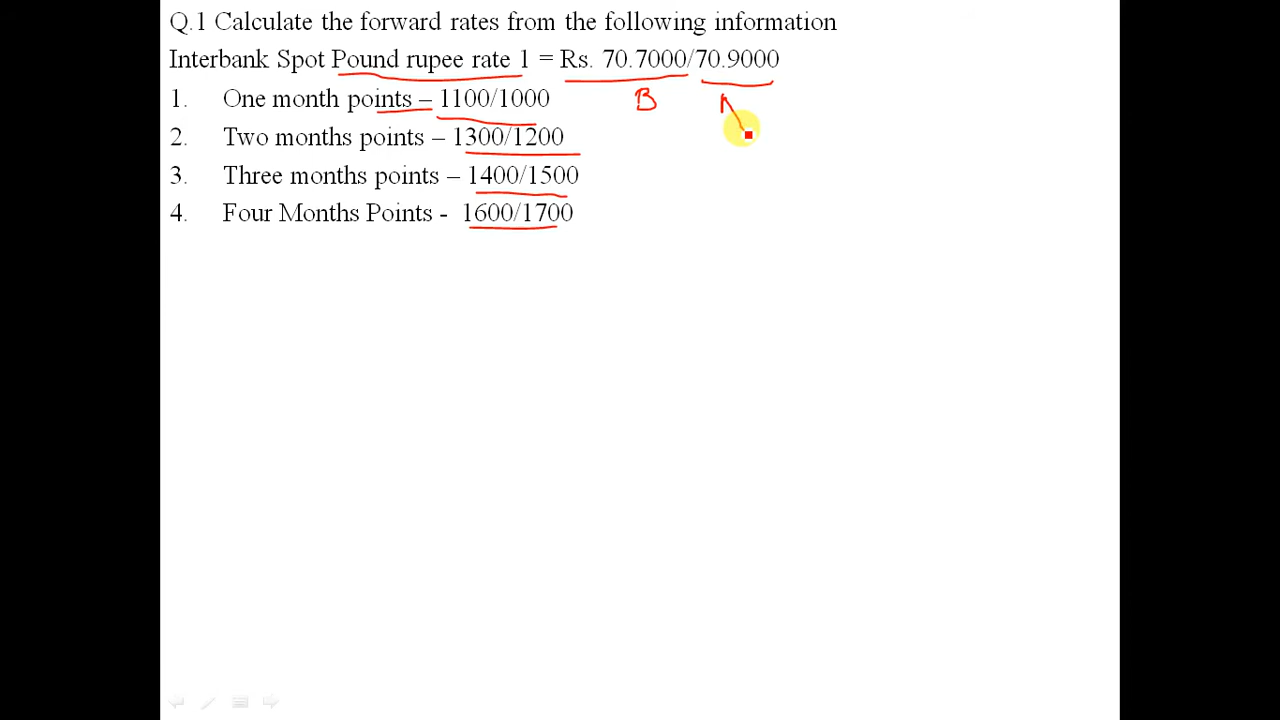 Q.1 Calculate the forward rates from the following information
Interbank Spot Pound rupee rate 1 = Rs. 70.7000/70.9000
1. One month points – 1100/1000
B
2. Two months points – 1300/1200
3. Three months points – 1400/1500
4. Four Months Points - 1600/1700